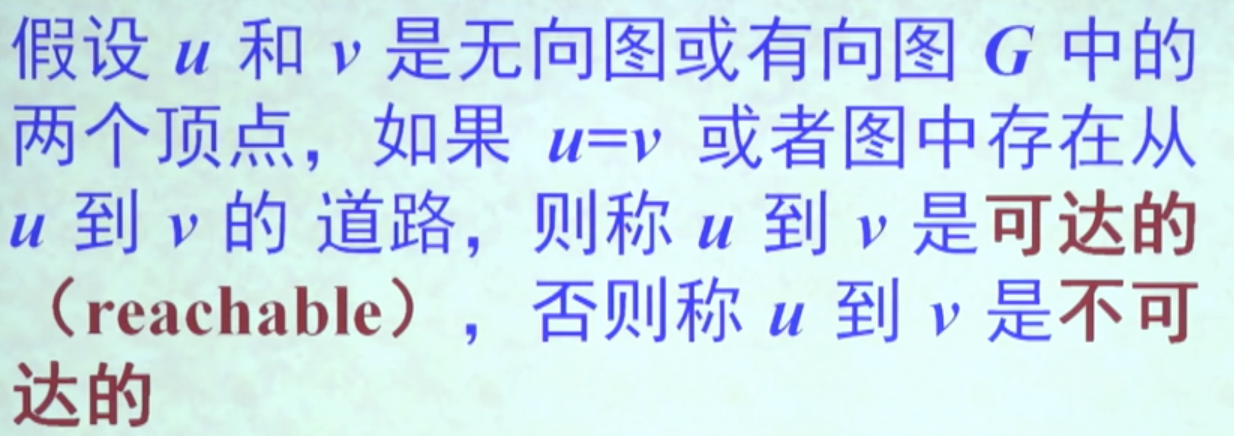 假设 u 和 v 是无向图或有向图 G 中的
两个顶点，如果 u=v 或者图中存在从
u 到 v 的 道路，则称 u 到 v 是可达的
（reachable），否则称 u 到 v 是不可
达的